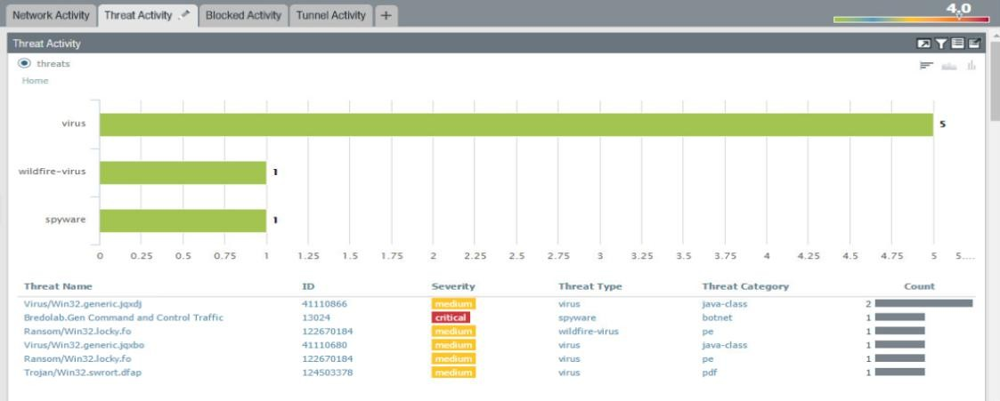 Network Activity Threat Activity Blocked Activity Tunnel Activity + 4.0
Threat Activity
threats
Home
virus 5
wildfire-virus 1
spyware 1
0 0.25 0.5 0.75 1 1.25 1.5 1.75 2 2.25 2.5 2.75 3 3.25 3.5 3.75 4 4.25 4.5 4.75 5 5....
Threat Name ID Severity Threat Type Threat Category Count
Virus/Win32.generic.jqxdj 41110866 medium virus java-class 2
Bredolab.Gen Command and Control Traffic 13024 critical spyware botnet 1
Ransom/Win32.locky.fo 122670184 medium wildfire-virus pe 1
Virus/Win32.generic.jqxbo 41110680 medium virus java-class 1
Ransom/Win32.locky.fo 122670184 medium virus pe 1
Trojan/Win32.swrort.dfap 124503378 medium virus pdf 1